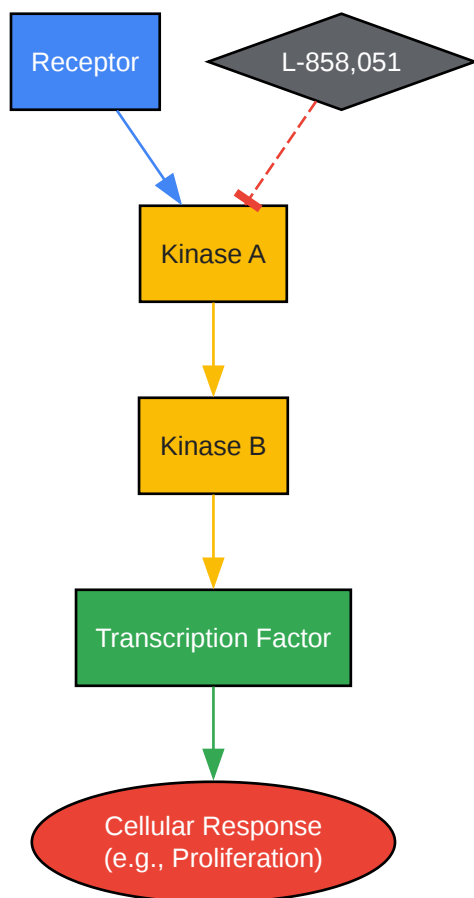 Receptor
L-858,051
Kinase A
Kinase B
Transcription Factor
Cellular Response
(e.g., Proliferation)